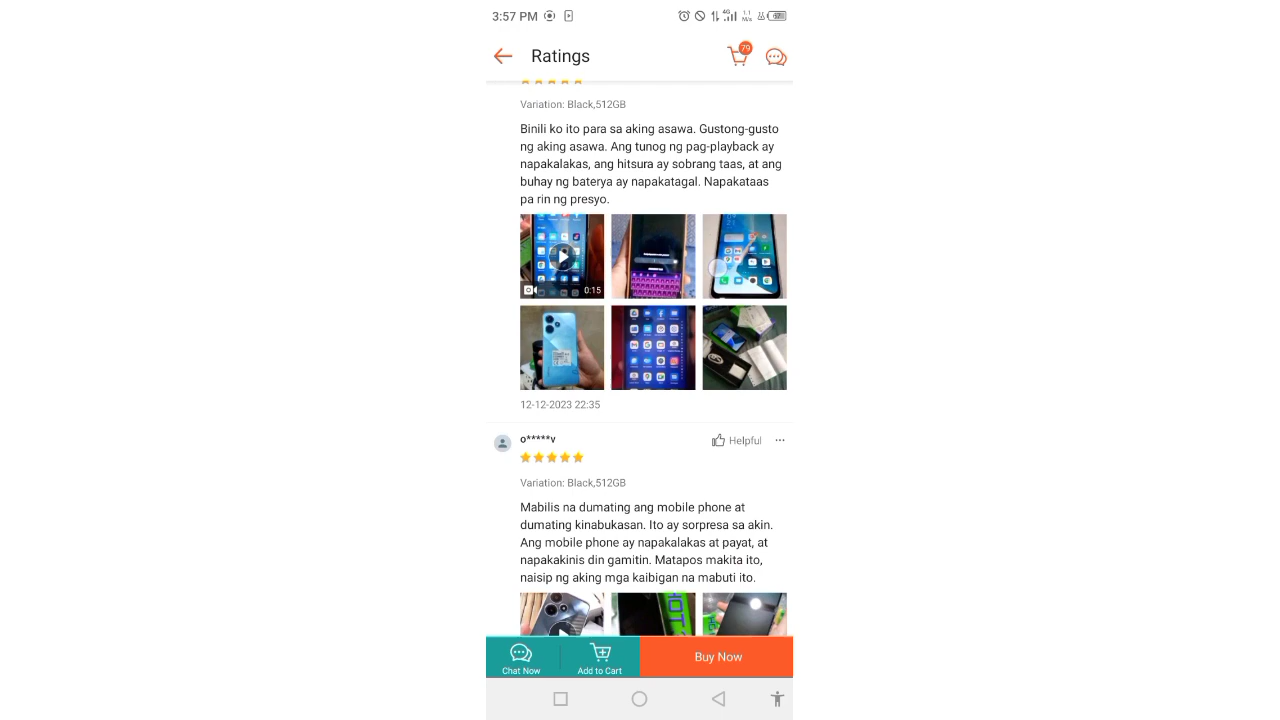 3:57 PM
4G
1.1
M/s
Ratings
79
Variation: Black,512GB
Binili ko ito para sa aking asawa. Gustong-gusto
ng aking asawa. Ang tunog ng pag-playback ay
napakalakas, ang hitsura ay sobrang taas, at ang
buhay ng baterya ay napakatagal. Napakataas
pa rin ng presyo.
0:15
12-12-2023 22:35
o*****v
Helpful
Variation: Black,512GB
Mabilis na dumating ang mobile phone at
dumating kinabukasan. Ito ay sorpresa sa akin.
Ang mobile phone ay napakalakas at payat, at
napakakinis din gamitin. Matapos makita ito,
naisip ng aking mga kaibigan na mabuti ito.
HOT
Chat Now
Add to Cart
Buy Now